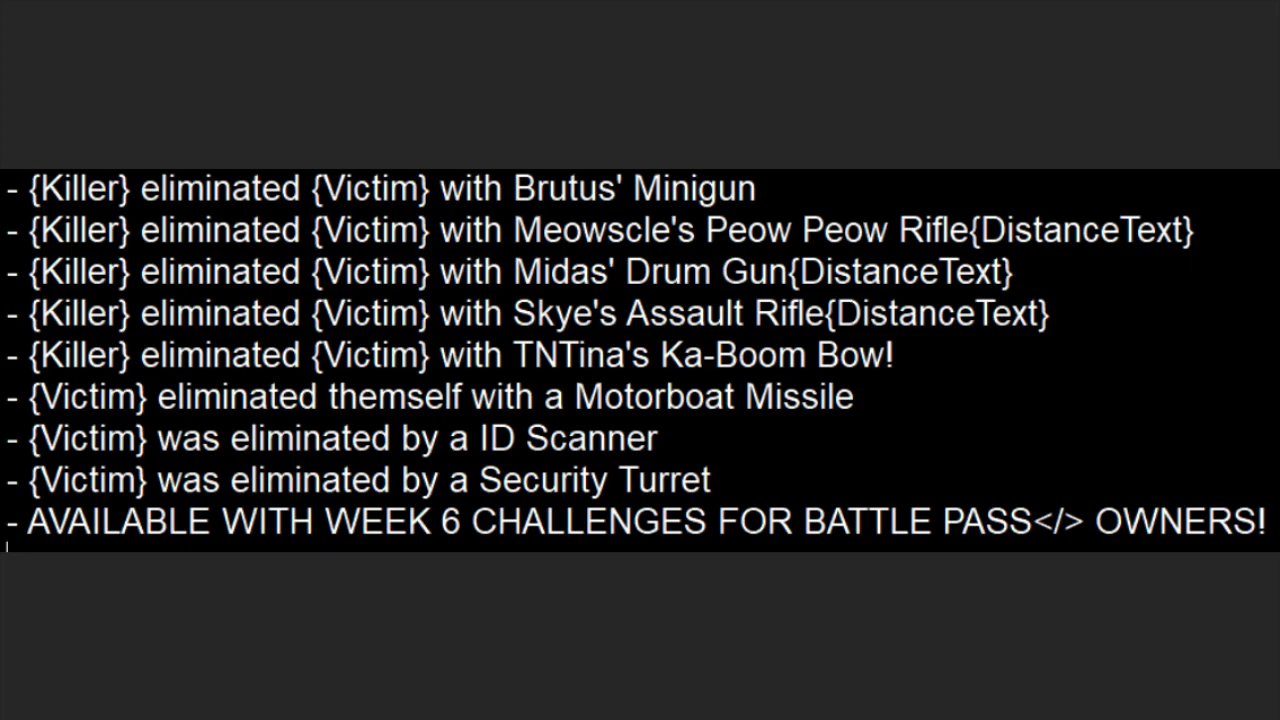 - {Killer} eliminated {Victim} with Brutus' Minigun
- {Killer} eliminated {Victim} with Meowscle's Peow Peow Rifle{DistanceText}
- {Killer} eliminated {Victim} with Midas' Drum Gun{DistanceText}
- {Killer} eliminated {Victim} with Skye's Assault Rifle{DistanceText}
- {Killer} eliminated {Victim} with TNTina's Ka-Boom Bow!
- {Victim} eliminated themself with a Motorboat Missile
- {Victim} was eliminated by a ID Scanner
- {Victim} was eliminated by a Security Turret
- AVAILABLE WITH WEEK 6 CHALLENGES FOR BATTLE PASS</> OWNERS!